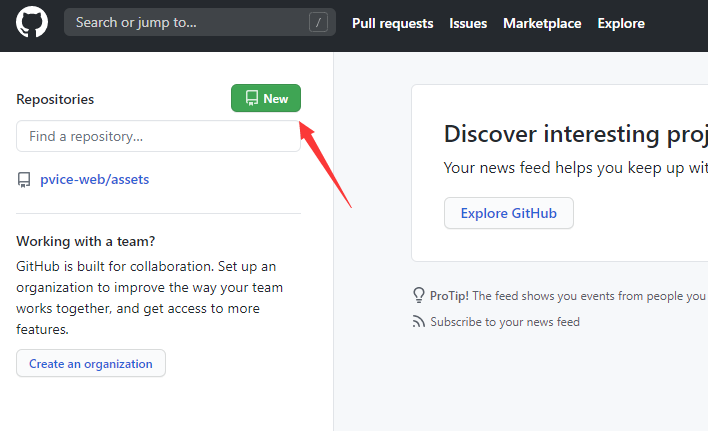 Search or jump to...
/
Pull requests
Issues
Marketplace
Explore
Repositories
New
Find a repository...
pvice-web/assets
Working with a team?
GitHub is built for collaboration. Set up an
organization to improve the way your team
works together, and get access to more
features.
Create an organization
Discover interesting proj
Your news feed helps you keep up wit
Explore GitHub
ProTip! The feed shows you events from people you
Subscribe to your news feed